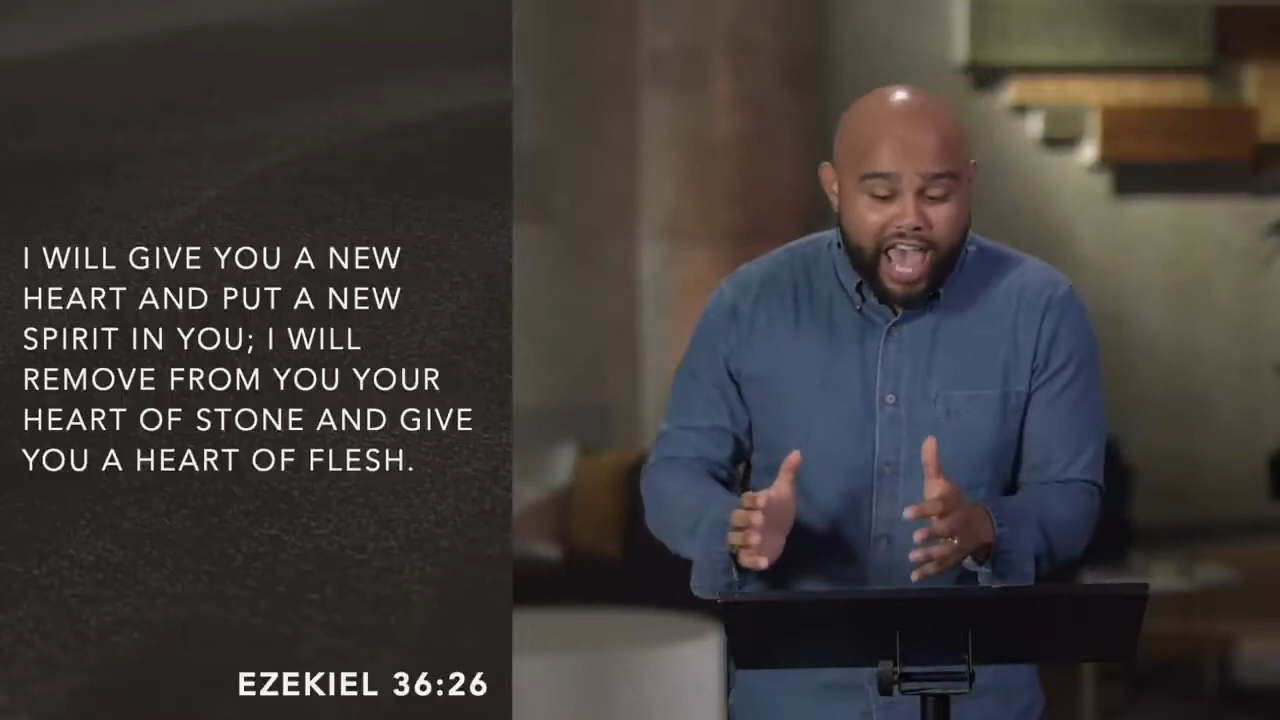 I WILL GIVE YOU A NEW
HEART AND PUT A NEW
SPIRIT IN YOU; I WILL
REMOVE FROM YOU YOUR
HEART OF STONE AND GIVE
YOU A HEART OF FLESH.
EZEKIEL 36:26